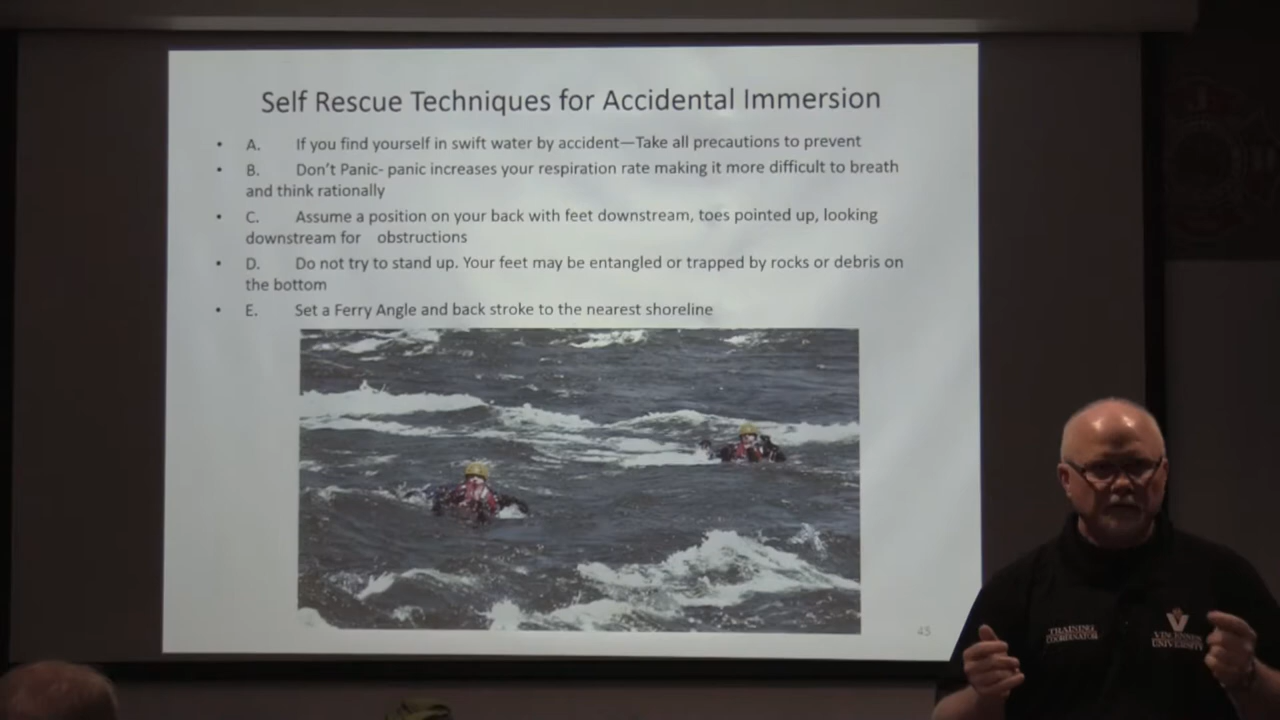 Self Rescue Techniques for Accidental Immersion
• A. If you find yourself in swift water by accident—Take all precautions to prevent
• B. Don't Panic- panic increases your respiration rate making it more difficult to breath
and think rationally
• C. Assume a position on your back with feet downstream, toes pointed up, looking
downstream for obstructions
• D. Do not try to stand up. Your feet may be entangled or trapped by rocks or debris on
the bottom
• E. Set a Ferry Angle and back stroke to the nearest shoreline
45
TRAINING
COORDINATOR
V
VINCENNES
UNIVERSITY